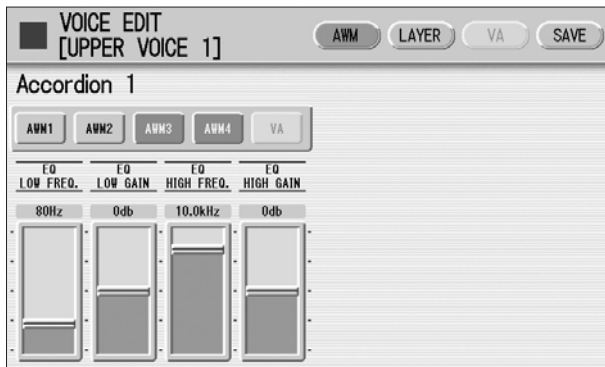 VOICE EDIT
[UPPER VOICE 1]
AWM LAYER VA SAVE
Accordion 1
AWM1 AWM2 AWM3 AWM4 VA
EQ LOW FREQ. EQ LOW GAIN EQ HIGH FREQ. EQ HIGH GAIN
80Hz 0db 10.0kHz 0db